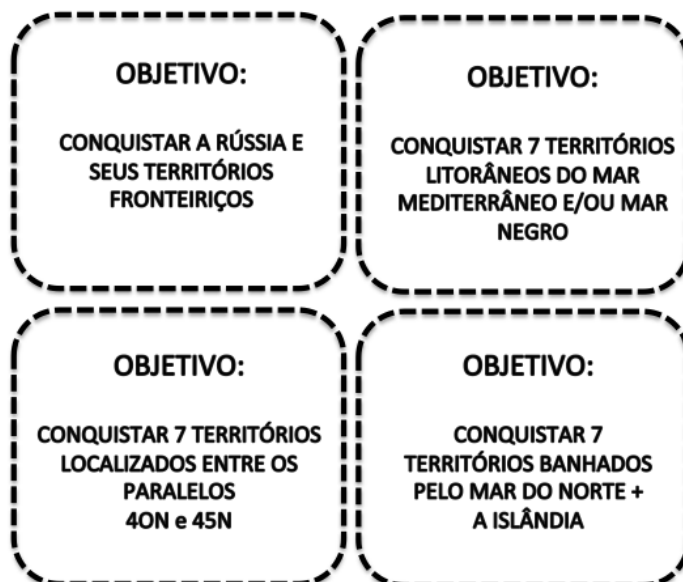 OBJETIVO:
CONQUISTAR A RÚSSIA E
SEUS TERRITÓRIOS
FRONTEIRIÇOS
OBJETIVO:
CONQUISTAR 7 TERRITÓRIOS
LITORÂNEOS DO MAR
MEDITERRÂNEO E/OU MAR
NEGRO
OBJETIVO:
CONQUISTAR 7 TERRITÓRIOS
LOCALIZADOS ENTRE OS
PARALELOS
4ON e 45N
OBJETIVO:
CONQUISTAR 7
TERRITÓRIOS BANHADOS
PELO MAR DO NORTE +
A ISLÂNDIA